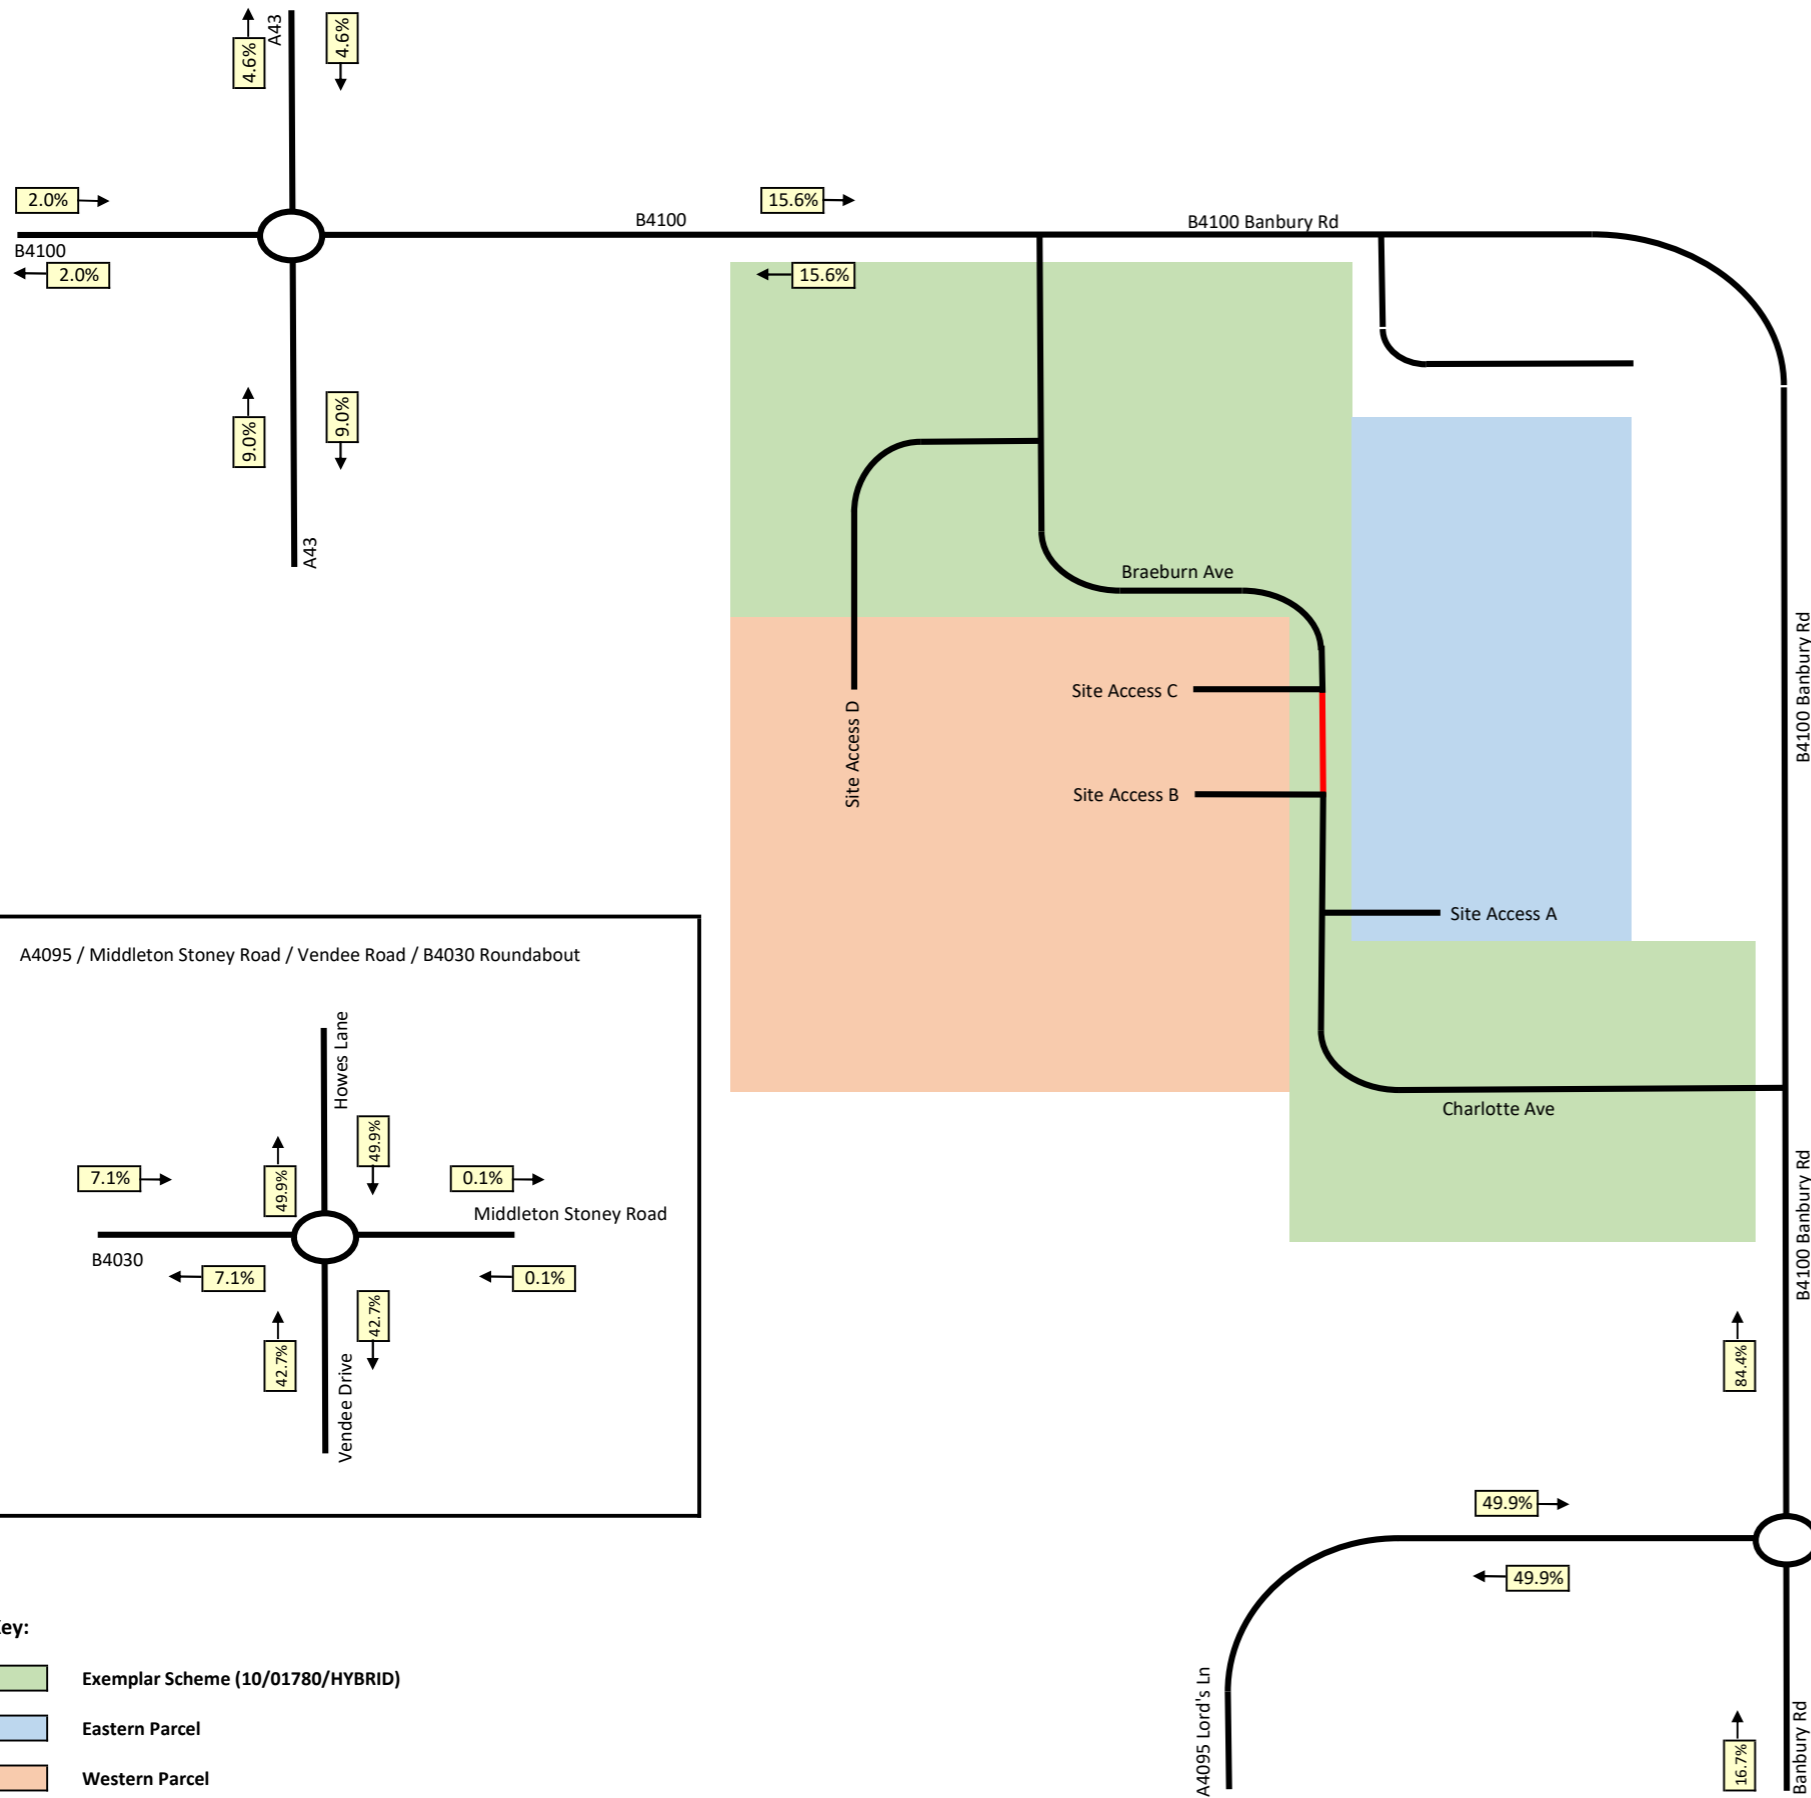 A43
4.6%
4.6%
2.0%
B4100
2.0%
B4100
15.6%
15.6%
B4100 Banbury Rd
9.0%
9.0%
A43
Braeburn Ave
Site Access C
Site Access D
Site Access B
Site Access A
B4100 Banbury Rd
Charlotte Ave
B4100 Banbury Rd
A4095 / Middleton Stoney Road / Vendee Road / B4030 Roundabout
Howes Lane
7.1%
49.9%
49.9%
0.1%
Middleton Stoney Road
B4030
7.1%
0.1%
42.7%
42.7%
Vendee Drive
84.4%
49.9%
49.9%
A4095 Lord's Ln
16.7%
Banbury Rd
ey:
Exemplar Scheme (10/01780/HYBRID)
Eastern Parcel
Western Parcel